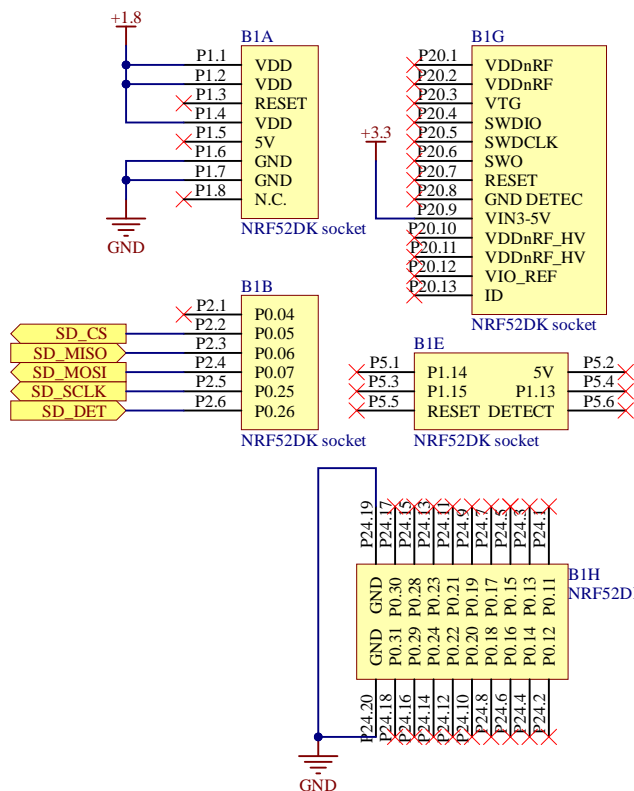 +1.8
B1A
P1.1 VDD
P1.2 VDD
P1.3 RESET
P1.4 VDD
P1.5 5V
P1.6 GND
P1.7 GND
P1.8 N.C.
GND
NRF52DK socket
B1G
+3.3
P20.1 VDDnRF
P20.2 VDDnRF
P20.3 VTG
P20.4 SWDIO
P20.5 SWDCLK
P20.6 SWO
P20.7 RESET
P20.8 GND DETEC
P20.9 VIN3-5V
P20.10 VDDnRF_HV
P20.11 VDDnRF_HV
P20.12 VIO_REF
P20.13 ID
NRF52DK socket
B1B
P2.1 P0.04
SD_CS P2.2 P0.05
SD_MISO P2.3 P0.06
SD_MOSI P2.4 P0.07
SD_SCLK P2.5 P0.25
SD_DET P2.6 P0.26
NRF52DK socket
B1E
P5.1 P1.14 5V P5.2
P5.3 P1.15 P1.13 P5.4
P5.5 RESET DETECT P5.6
NRF52DK socket
P24.19 P24.17 P24.15 P24.13 P24.11 P24.9 P24.7 P24.5 P24.3 P24.1
GND P0.30 P0.28 P0.23 P0.21 P0.19 P0.17 P0.15 P0.13 P0.11
GND P0.31 P0.29 P0.24 P0.22 P0.20 P0.18 P0.16 P0.14 P0.12
P24.20 P24.18 P24.16 P24.14 P24.12 P24.10 P24.8 P24.6 P24.4 P24.2
B1H
NRF52D
GND